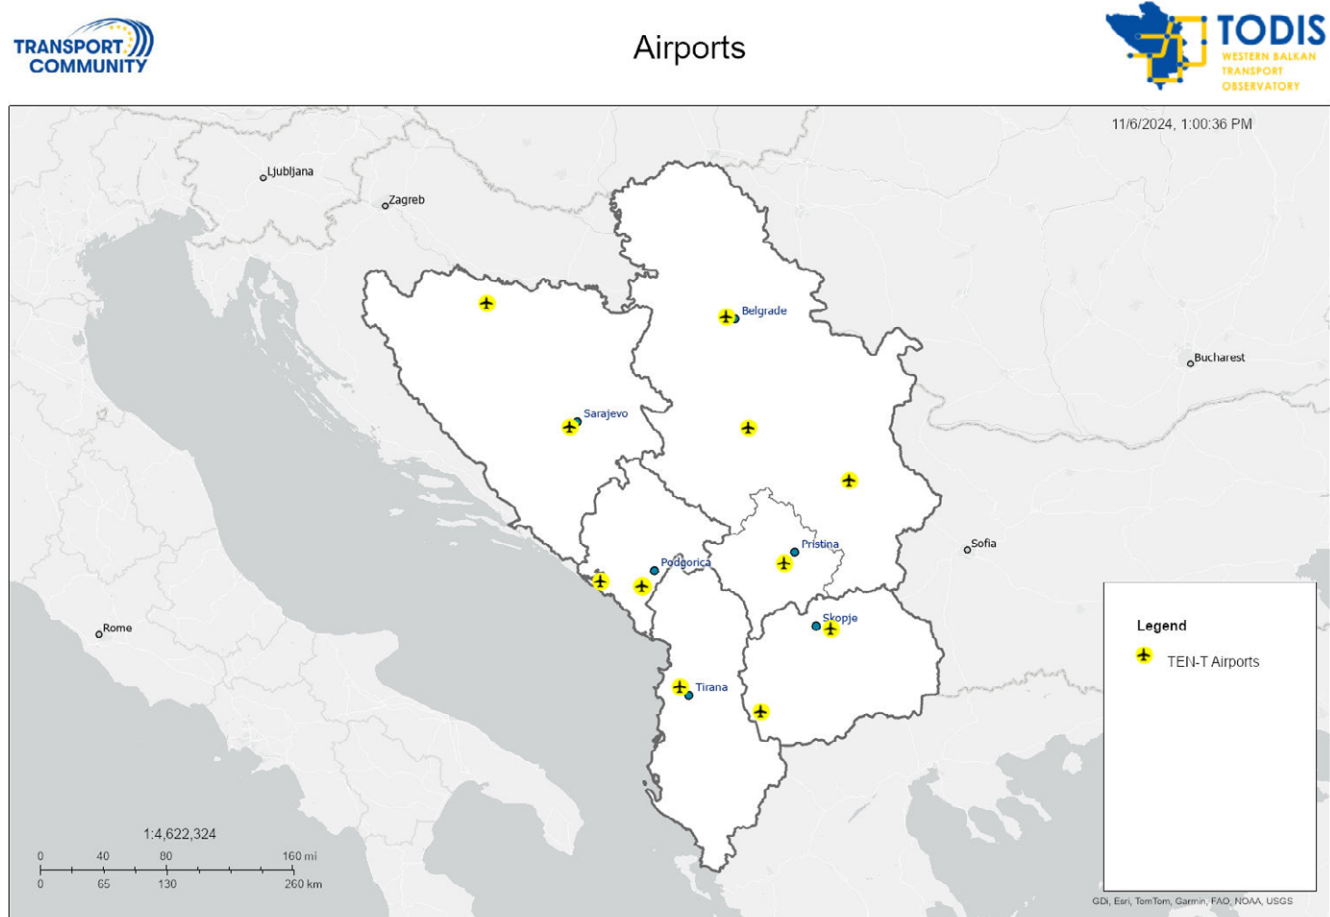 TRANSPORT
COMMUNITY
Airports
TODIS
WESTERN BALKAN
TRANSPORT
OBSERVATORY
11/6/2024, 1:00:36 PM
Ljubljana
Zagreb
Belgrade
Bucharest
Sarajevo
Sofia
Pristina
Podgorica
Skopje
Rome
Tirana
Legend
TEN-T Airports
1:4,622,324
0 40 80 160 mi
0 65 130 260 km
GDi, Esri, TomTom, Garmin, FAO, NOAA, USGS